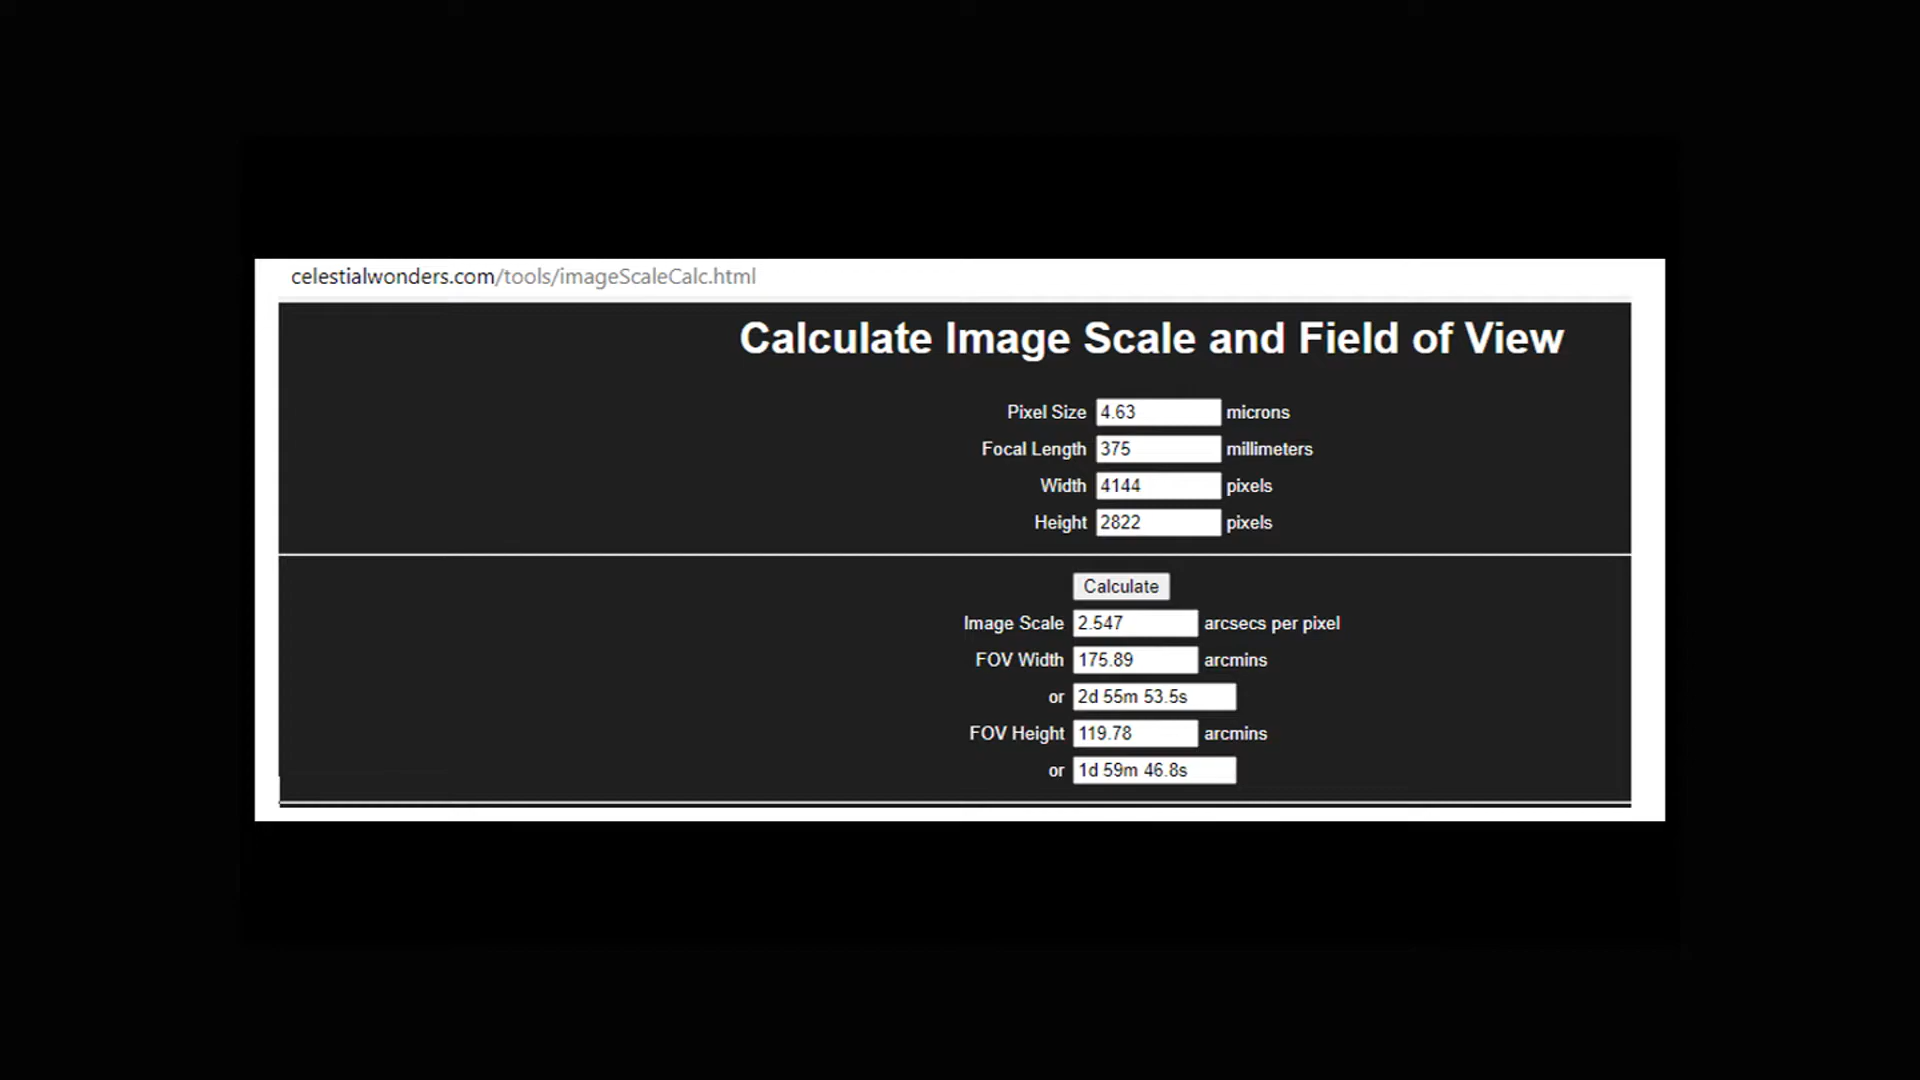 celestialwonders.com/tools/imageScaleCalc.html
Calculate Image Scale and Field of View
Pixel Size 4.63 microns
Focal Length 375 millimeters
Width 4144 pixels
Height 2822 pixels
Calculate
Image Scale 2.547 arcsecs per pixel
FOV Width 175.89 arcmins
or 2d 55m 53.5s
FOV Height 119.78 arcmins
or 1d 59m 46.8s